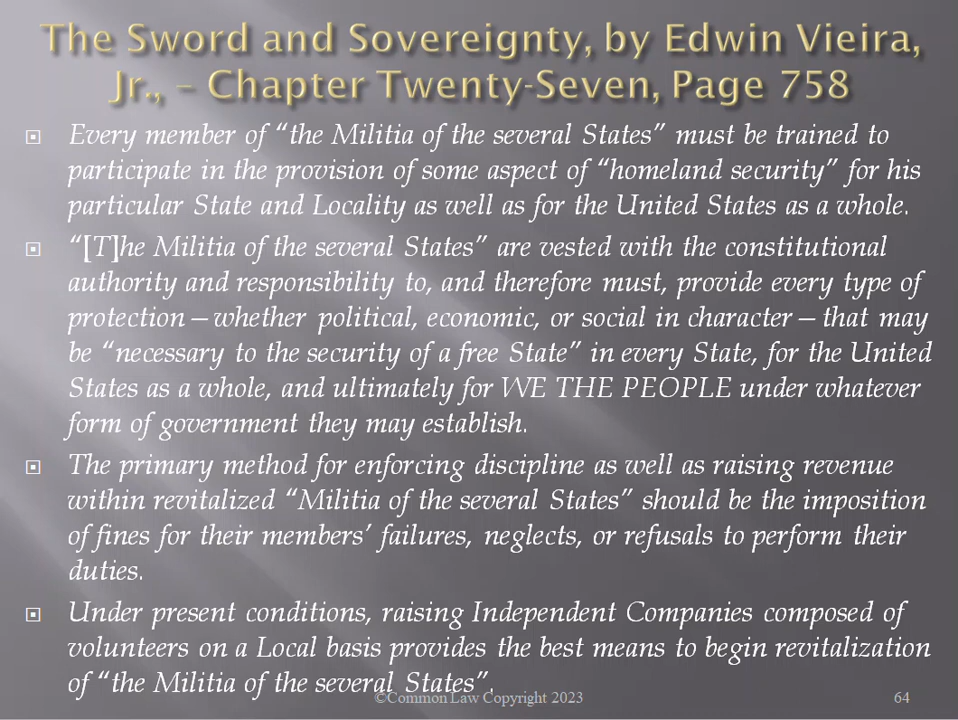 The Sword and Sovereignty, by Edwin Vieira,
Jr., – Chapter Twenty-Seven, Page 758
Every member of “the Militia of the several States” must be trained to
participate in the provision of some aspect of “homeland security” for his
particular State and Locality as well as for the United States as a whole.
“[T]he Militia of the several States” are vested with the constitutional
authority and responsibility to, and therefore must, provide every type of
protection—whether political, economic, or social in character—that may
be “necessary to the security of a free State” in every State, for the United
States as a whole, and ultimately for WE THE PEOPLE under whatever
form of government they may establish.
The primary method for enforcing discipline as well as raising revenue
within revitalized “Militia of the several States” should be the imposition
of fines for their members’ failures, neglects, or refusals to perform their
duties.
Under present conditions, raising Independent Companies composed of
volunteers on a Local basis provides the best means to begin revitalization
of “the Militia of the several States”.
©Common Law Copyright 2023
64